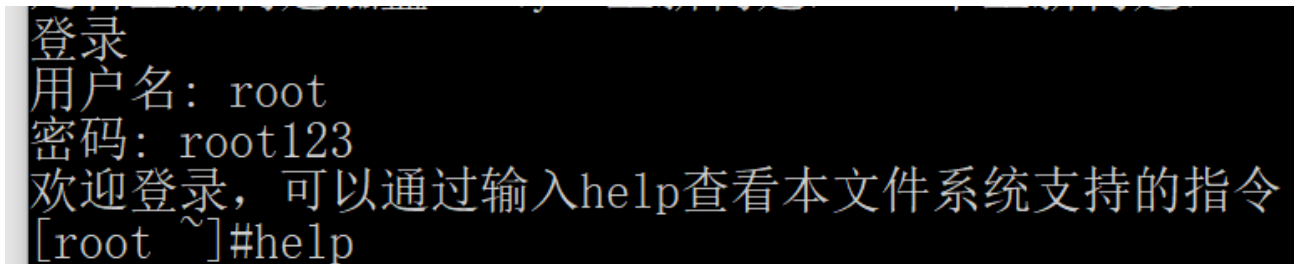 登录
用户名: root
密码: root123
欢迎登录，可以通过输入help查看本文件系统支持的指令
[root ~]#help